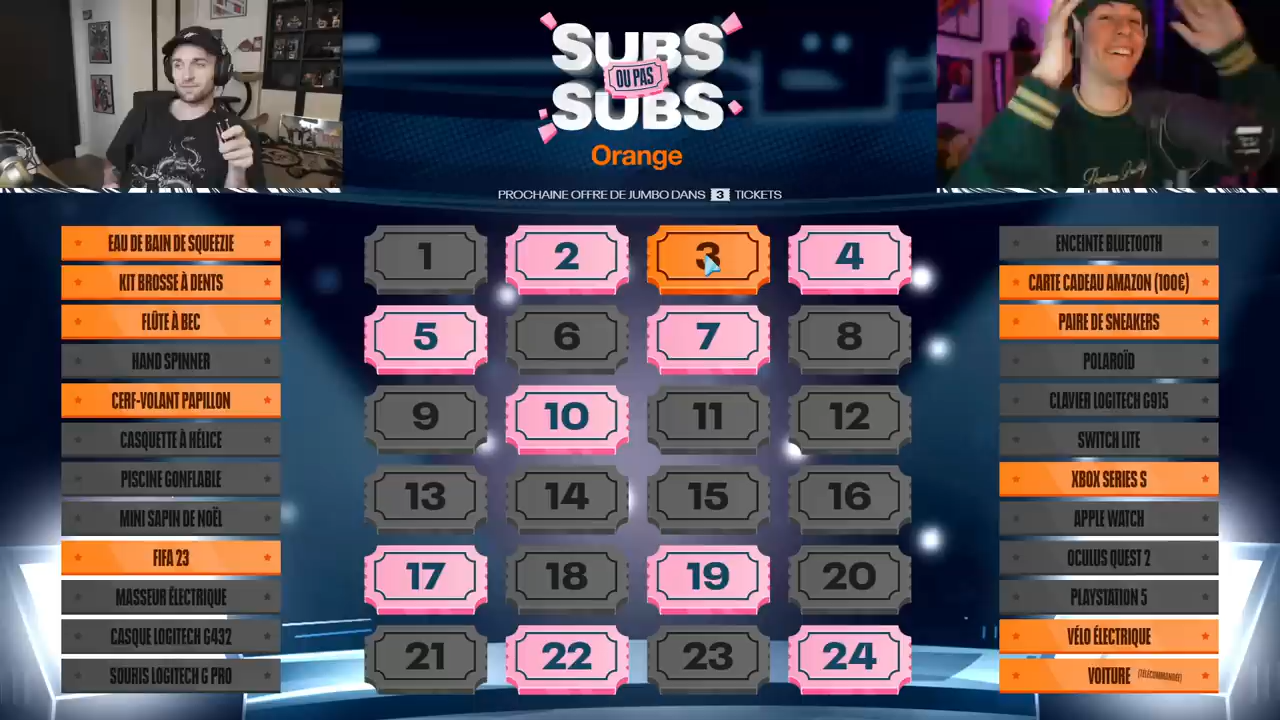 SUBS
OU PAS
SUBS
Orange
PROCHAINE OFFRE DE JUMBO DANS 3 TICKETS
EAU DE BAIN DE SQUEEZIE
KIT BROSSE À DENTS
FLÛTE À BEC
HAND SPINNER
CERF-VOLANT PAPILLON
CASQUETTE À HÉLICE
PISCINE GONFLABLE
MINI SAPIN DE NOËL
FIFA 23
MASSEUR ÉLECTRIQUE
CASQUE LOGITECH G432
SOURIS LOGITECH G PRO
1 2 3 4
5 6 7 8
9 10 11 12
13 14 15 16
17 18 19 20
21 22 23 24
ENCEINTE BLUETOOTH
CARTE CADEAU AMAZON (100€)
PAIRE DE SNEAKERS
POLAROÏD
CLAVIER LOGITECH G915
SWITCH LITE
XBOX SERIES S
APPLE WATCH
OCULUS QUEST 2
PLAYSTATION 5
VÉLO ÉLECTRIQUE
VOITURE (TÉLÉCOMMANDÉE)